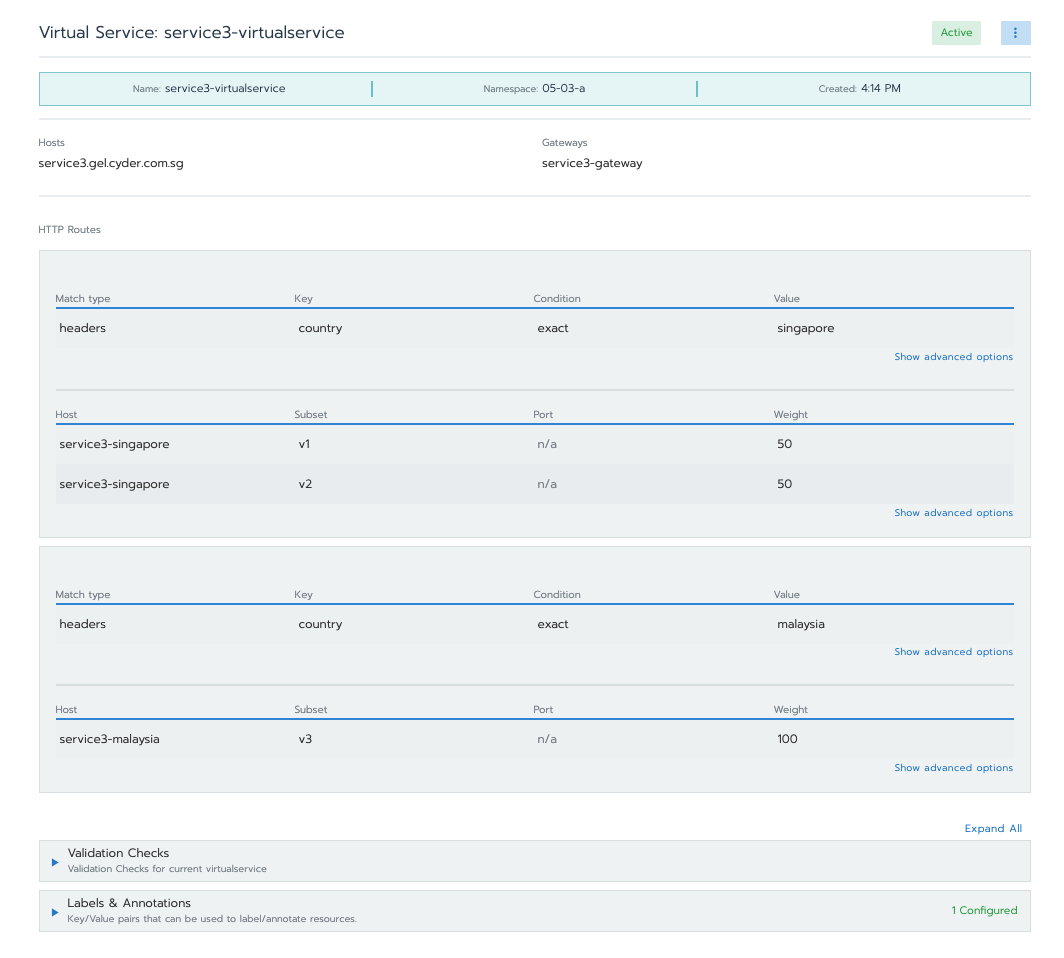 Virtual Service: service3-virtualservice Active
Name: service3-virtualservice Namespace: 05-03-a Created: 4:14 PM
Hosts Gateways
service3.gel.cyder.com.sg service3-gateway
HTTP Routes
Match type Key Condition Value
headers country exact singapore
Show advanced options
Host Subset Port Weight
service3-singapore v1 n/a 50
service3-singapore v2 n/a 50
Show advanced options
Match type Key Condition Value
headers country exact malaysia
Show advanced options
Host Subset Port Weight
service3-malaysia v3 n/a 100
Show advanced options
Expand All
Validation Checks
Validation Checks for current virtualservice
Labels & Annotations
Key/Value pairs that can be used to label/annotate resources.
1 Configured